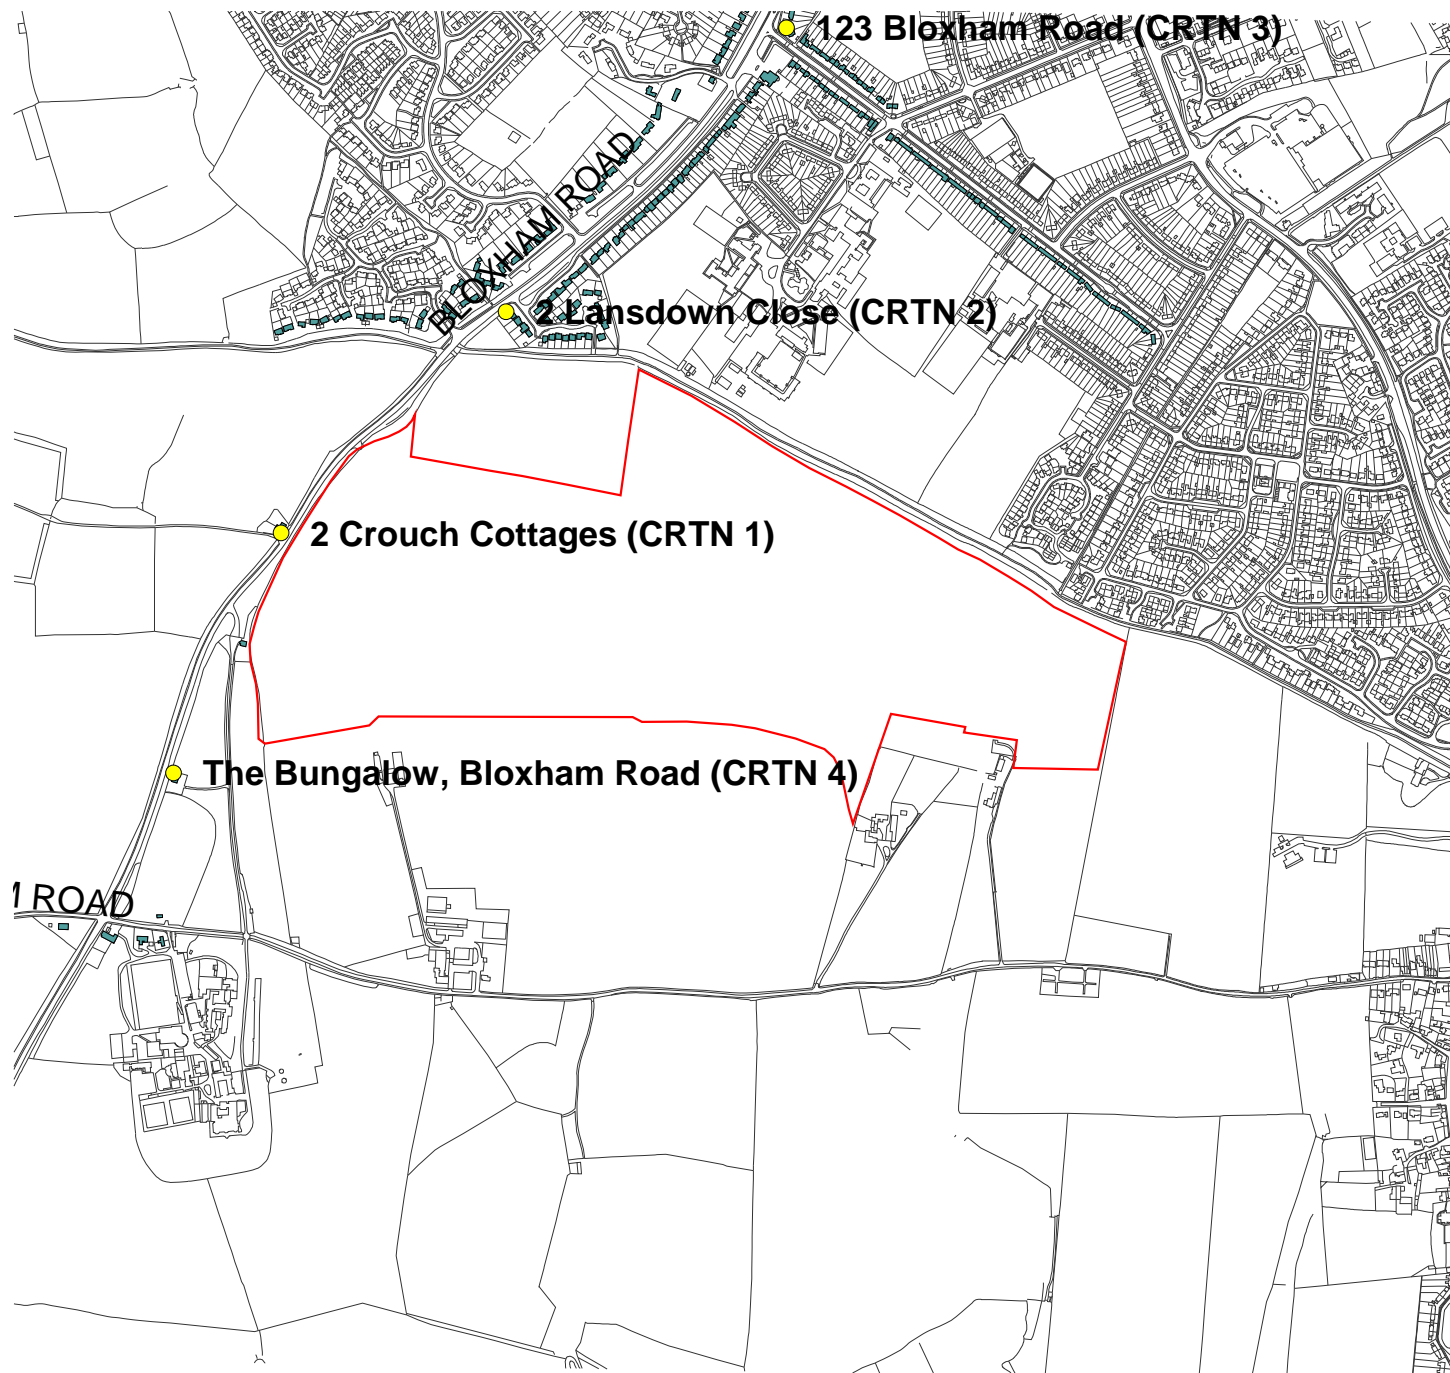 123 Bloxham Road (CRTN 3)
BLOXHAM ROAD
2 Lansdown Close (CRTN 2)
2 Crouch Cottages (CRTN 1)
The Bungalow, Bloxham Road (CRTN 4)
M ROAD